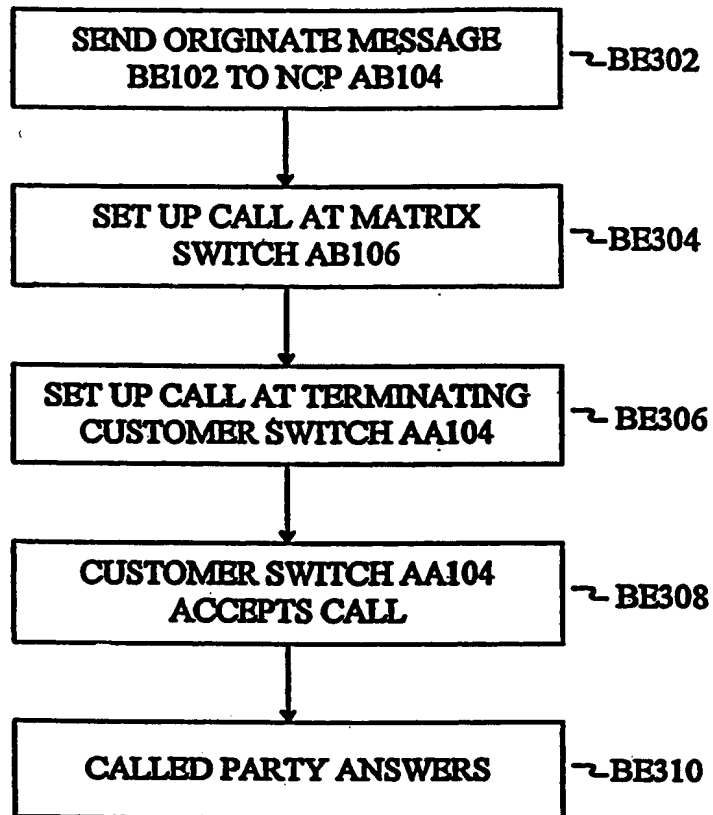 SEND ORIGINATE MESSAGE
BE102 TO NCP AB104
BE302
SET UP CALL AT MATRIX
SWITCH AB106
BE304
SET UP CALL AT TERMINATING
CUSTOMER SWITCH AA104
BE306
CUSTOMER SWITCH AA104
ACCEPTS CALL
BE308
CALLED PARTY ANSWERS
BE310